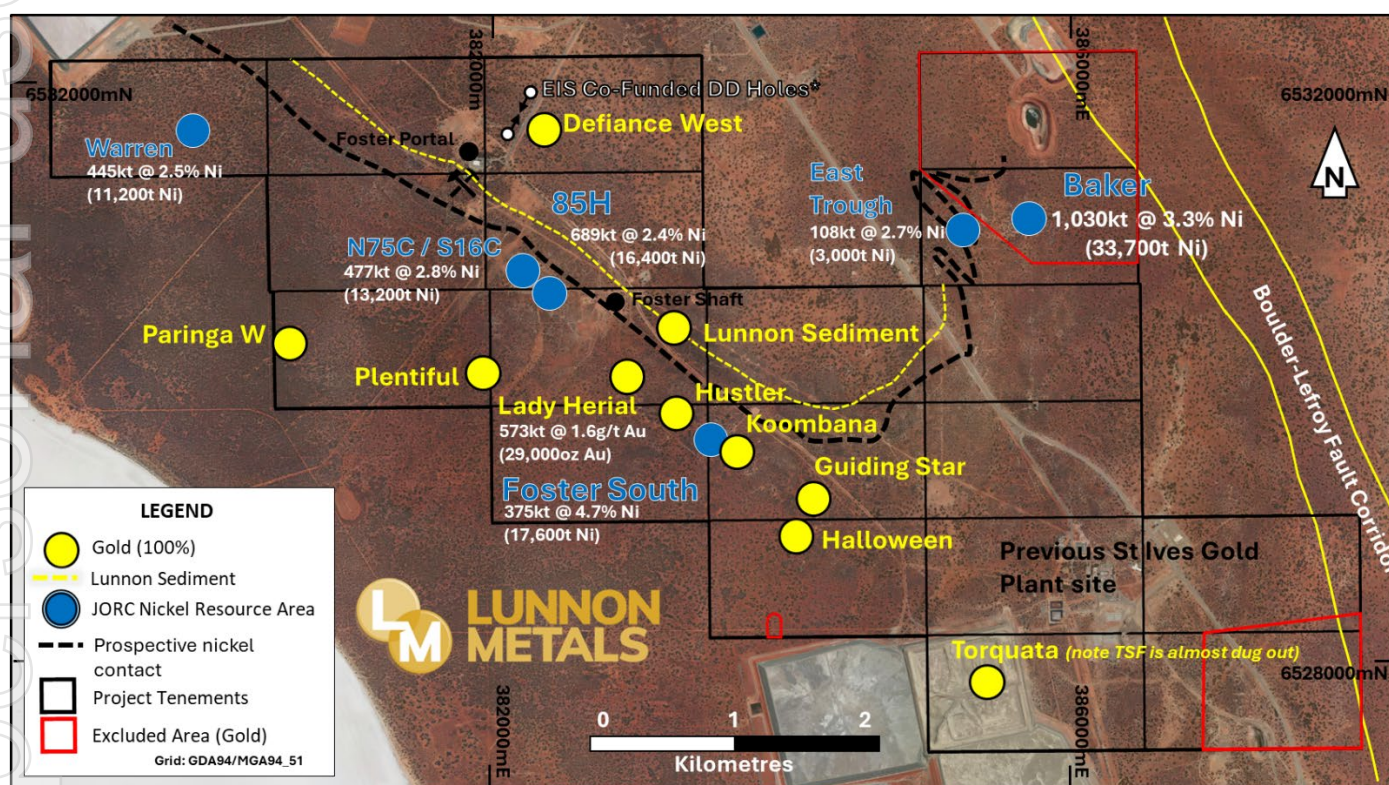 6532000mN
382000mE
386000mE
6532000mN
EIS Co-Funded DD Holes*
Defiance West
Foster Portal
Warren
445kt @ 2.5% Ni
(11,200t Ni)
N
East
Trough
108kt @ 2.7% Ni
(3,000t Ni)
Baker
1,030kt @ 3.3% Ni
(33,700t Ni)
85H
689kt @ 2.4% Ni
(16,400t Ni)
N75C / S16C
477kt @ 2.8% Ni
(13,200t Ni)
Foster Shaft
Boulder-Lefroy Fault Corridor
Paringa W
Lunnon Sediment
Plentiful
Lady Herial
573kt @ 1.6g/t Au
(29,000oz Au)
Hustler
Koombana
Guiding Star
Foster South
375kt @ 4.7% Ni
(17,600t Ni)
Halloween
Previous St Ives Gold
Plant site
LEGEND
Gold (100%)
Lunnon Sediment
JORC Nickel Resource Area
Prospective nickel
contact
Project Tenements
Excluded Area (Gold)
Grid: GDA94/MGA94_51
LM
LUNNON
METALS
Torquata (note TSF is almost dug out)
6528000mN
382000mE
386000mE
0 1 2
Kilometres